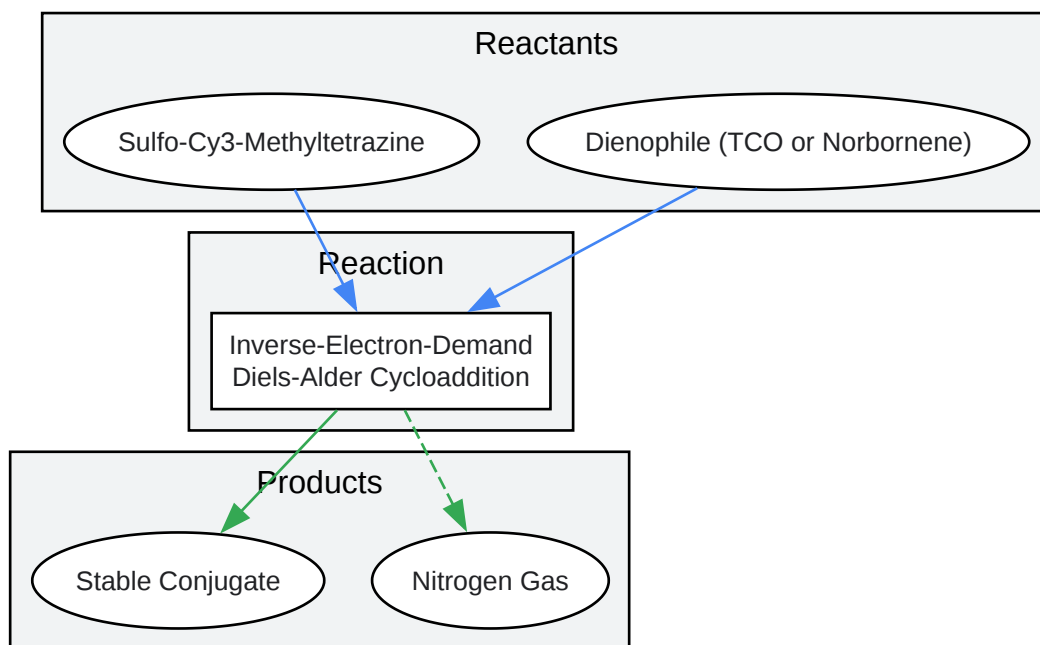 Reactants
Sulfo-Cy3-Methyltetrazine
Dienophile (TCO or Norbornene)
Reaction
Inverse-Electron-Demand
Diels-Alder Cycloaddition
Products
Stable Conjugate
Nitrogen Gas